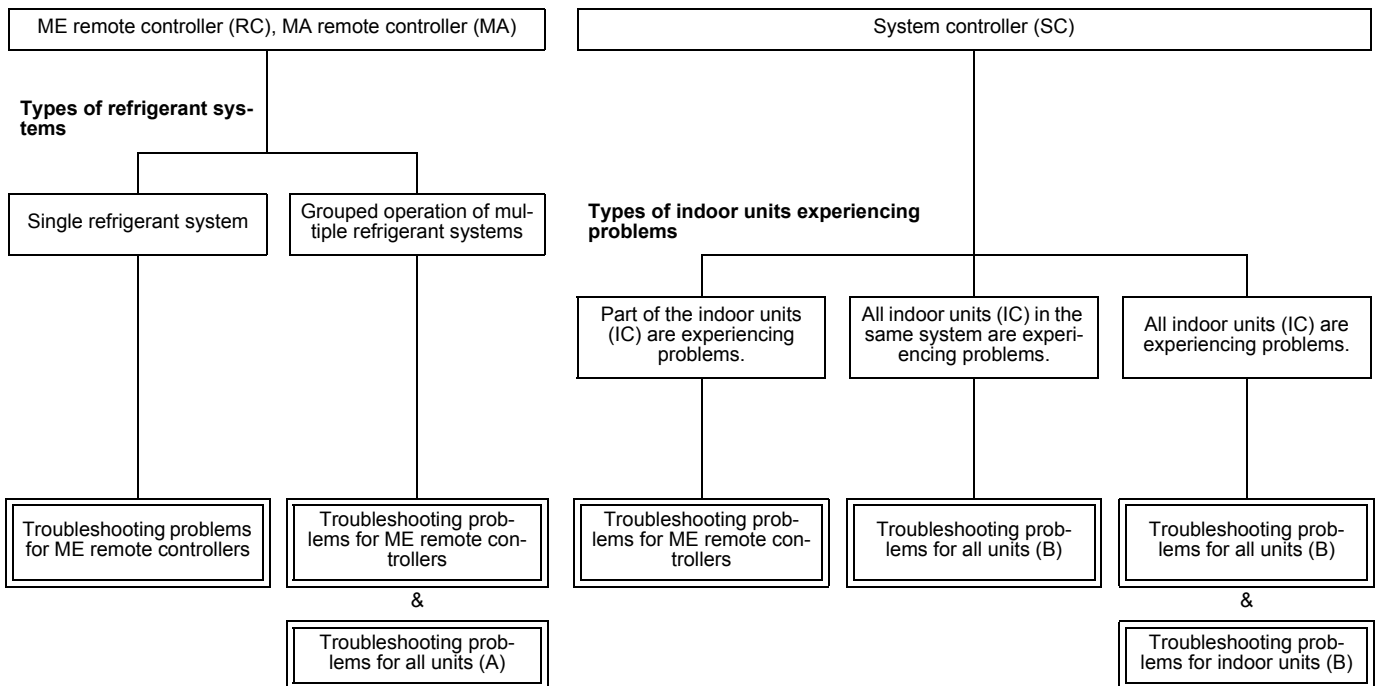 ME remote controller (RC), MA remote controller (MA)
System controller (SC)
Types of refrigerant sys-
tems
Single refrigerant system
Grouped operation of mul-
tiple refrigerant systems
Types of indoor units experiencing
problems
Part of the indoor units
(IC) are experiencing
problems.
All indoor units (IC) in the
same system are experi-
encing problems.
All indoor units (IC) are
experiencing problems.
Troubleshooting problems
for ME remote controllers
Troubleshooting prob-
lems for ME remote con-
trollers
&
Troubleshooting prob-
lems for all units (A)
Troubleshooting prob-
lems for ME remote con-
trollers
Troubleshooting prob-
lems for all units (B)
Troubleshooting prob-
lems for all units (B)
&
Troubleshooting prob-
lems for indoor units (B)